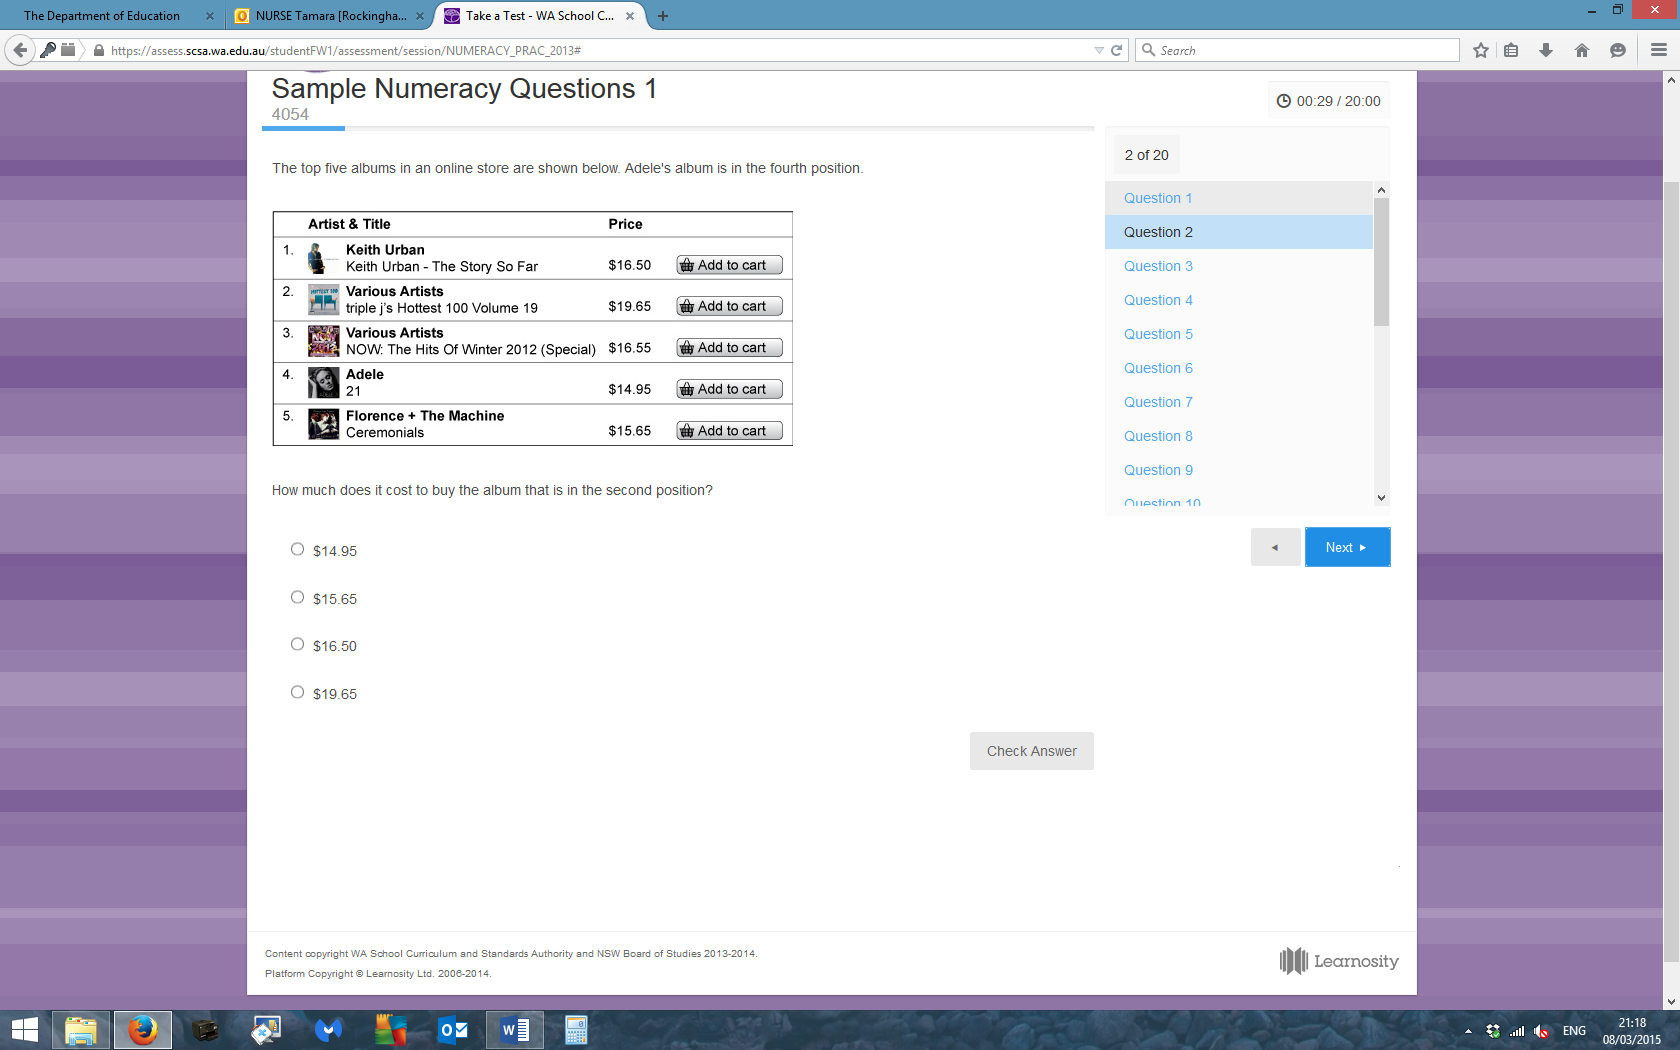 The Department of Education
NURSE Tamara [Rockingha...
Take a Test - WA School C...
https://assess.scsa.wa.edu.au/studentFW1/assessment/session/NUMERACY_PRAC_2013#
Search
Sample Numeracy Questions 1
4054
00:29 / 20:00
The top five albums in an online store are shown below. Adele's album is in the fourth position.
Artist & Title Price
1. Keith Urban
Keith Urban - The Story So Far $16.50 Add to cart
2. Various Artists
triple j's Hottest 100 Volume 19 $19.65 Add to cart
3. Various Artists
NOW: The Hits Of Winter 2012 (Special) $16.55 Add to cart
4. Adele
21 $14.95 Add to cart
5. Florence + The Machine
Ceremonials $15.65 Add to cart
How much does it cost to buy the album that is in the second position?
$14.95
$15.65
$16.50
$19.65
Check Answer
2 of 20
Question 1
Question 2
Question 3
Question 4
Question 5
Question 6
Question 7
Question 8
Question 9
Question 10
Next
Content copyright WA School Curriculum and Standards Authority and NSW Board of Studies 2013-2014.
Platform Copyright © Learnosity Ltd. 2006-2014.
Learnosity
ENG
21:18
08/03/2015